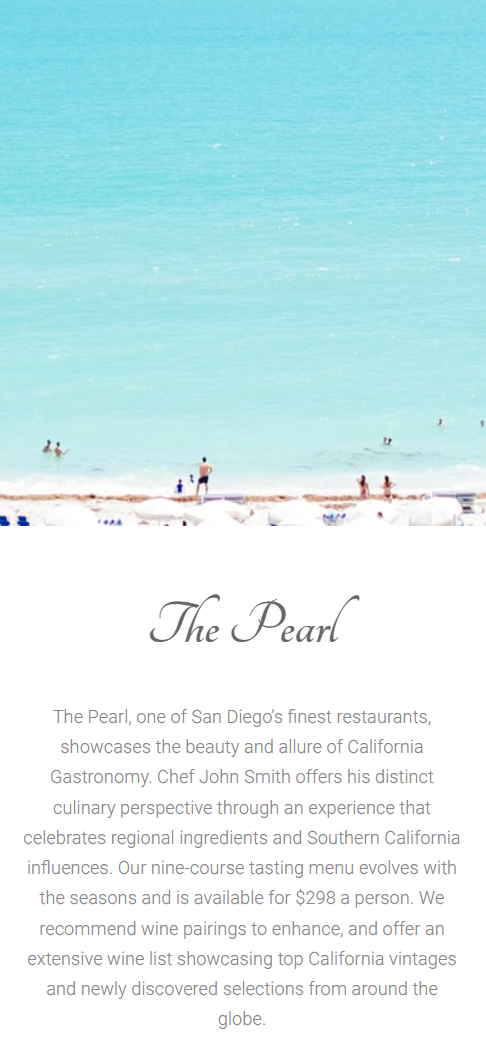 The Pearl
The Pearl, one of San Diego's finest restaurants,
showcases the beauty and allure of California
Gastronomy. Chef John Smith offers his distinct
culinary perspective through an experience that
celebrates regional ingredients and Southern California
influences. Our nine-course tasting menu evolves with
the seasons and is available for $298 a person. We
recommend wine pairings to enhance, and offer an
extensive wine list showcasing top California vintages
and newly discovered selections from around the
globe.